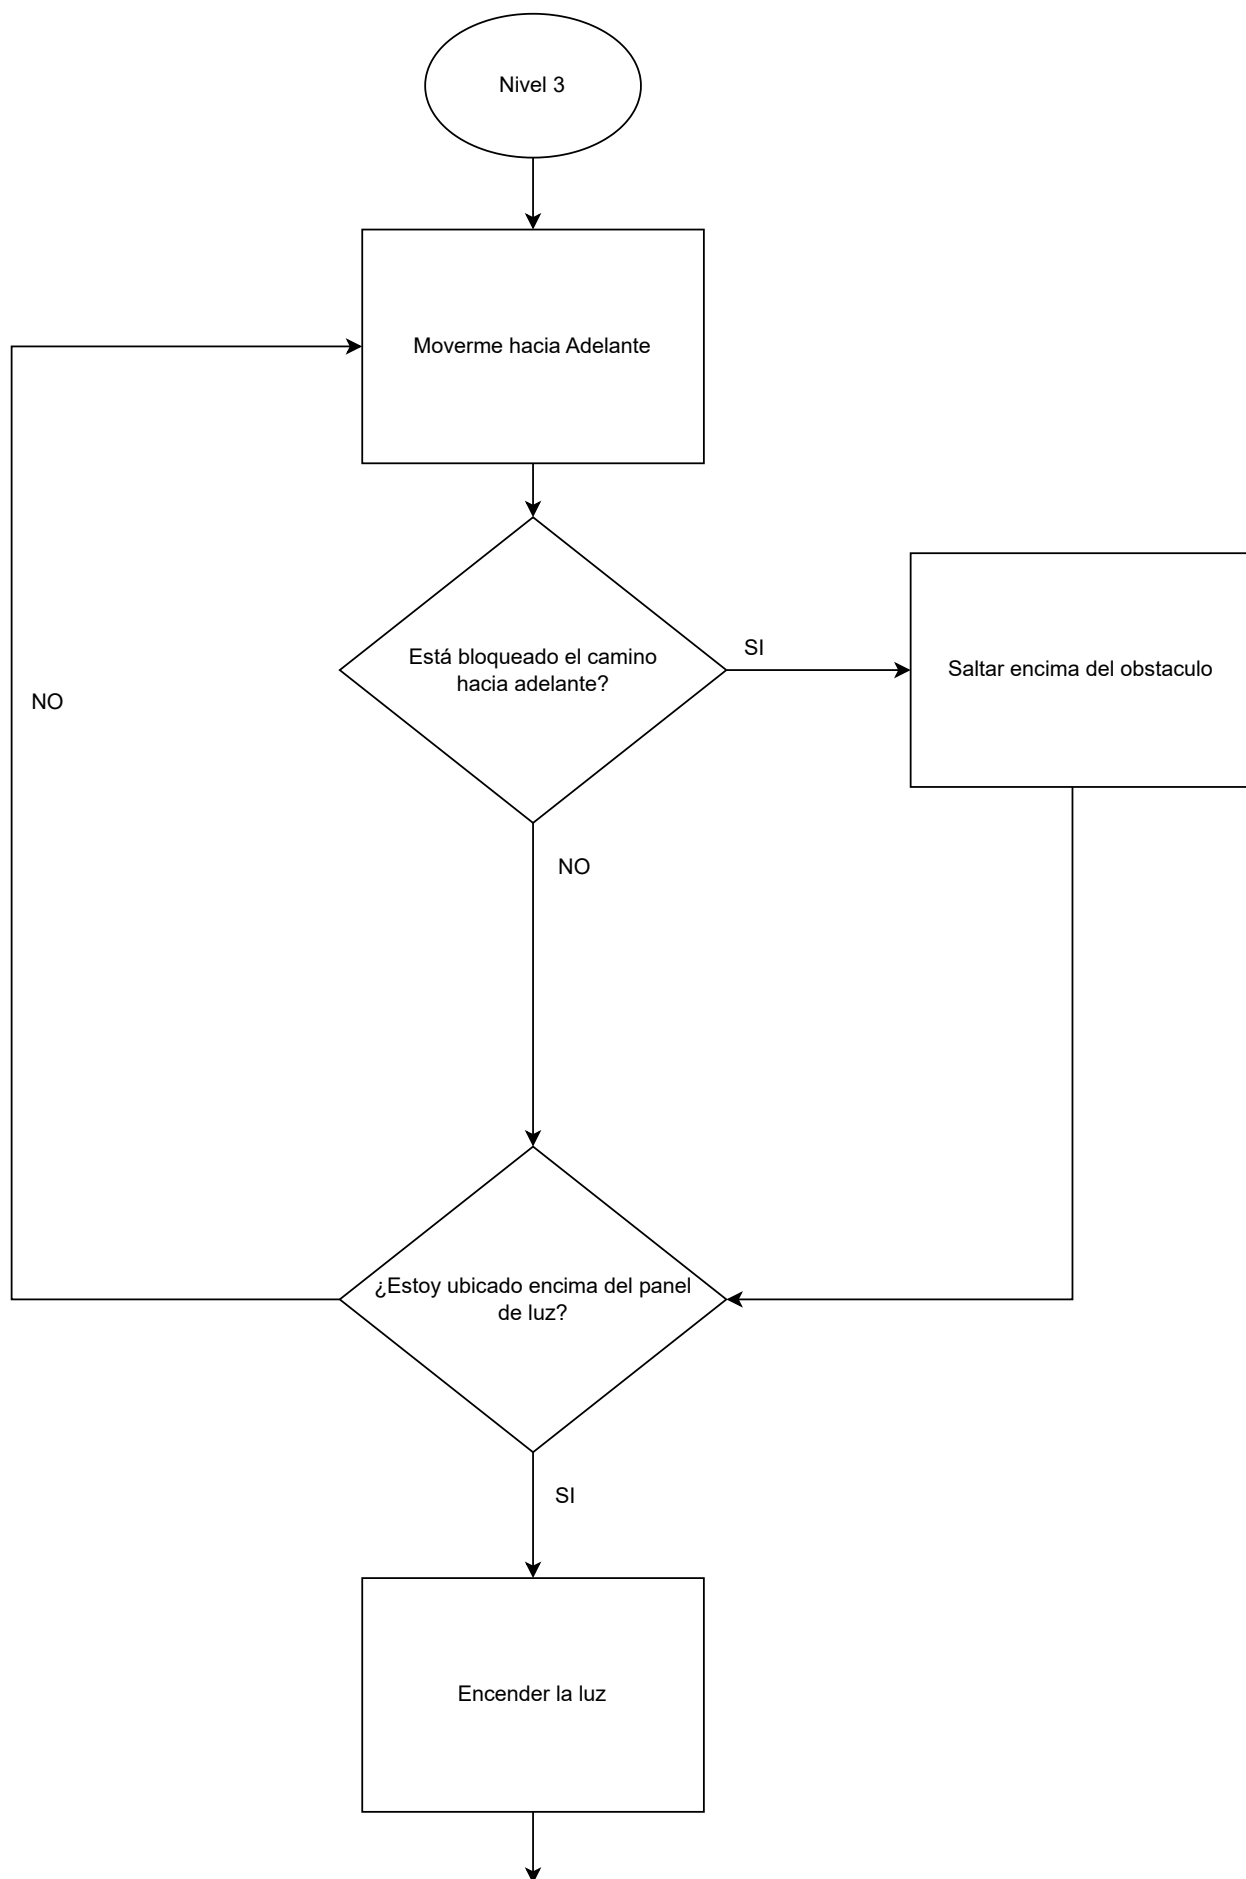 Nivel 3
Moverme hacia Adelante
Está bloqueado el camino
hacia adelante?
SI
Saltar encima del obstaculo
NO
NO
¿Estoy ubicado encima del panel
de luz?
SI
Encender la luz